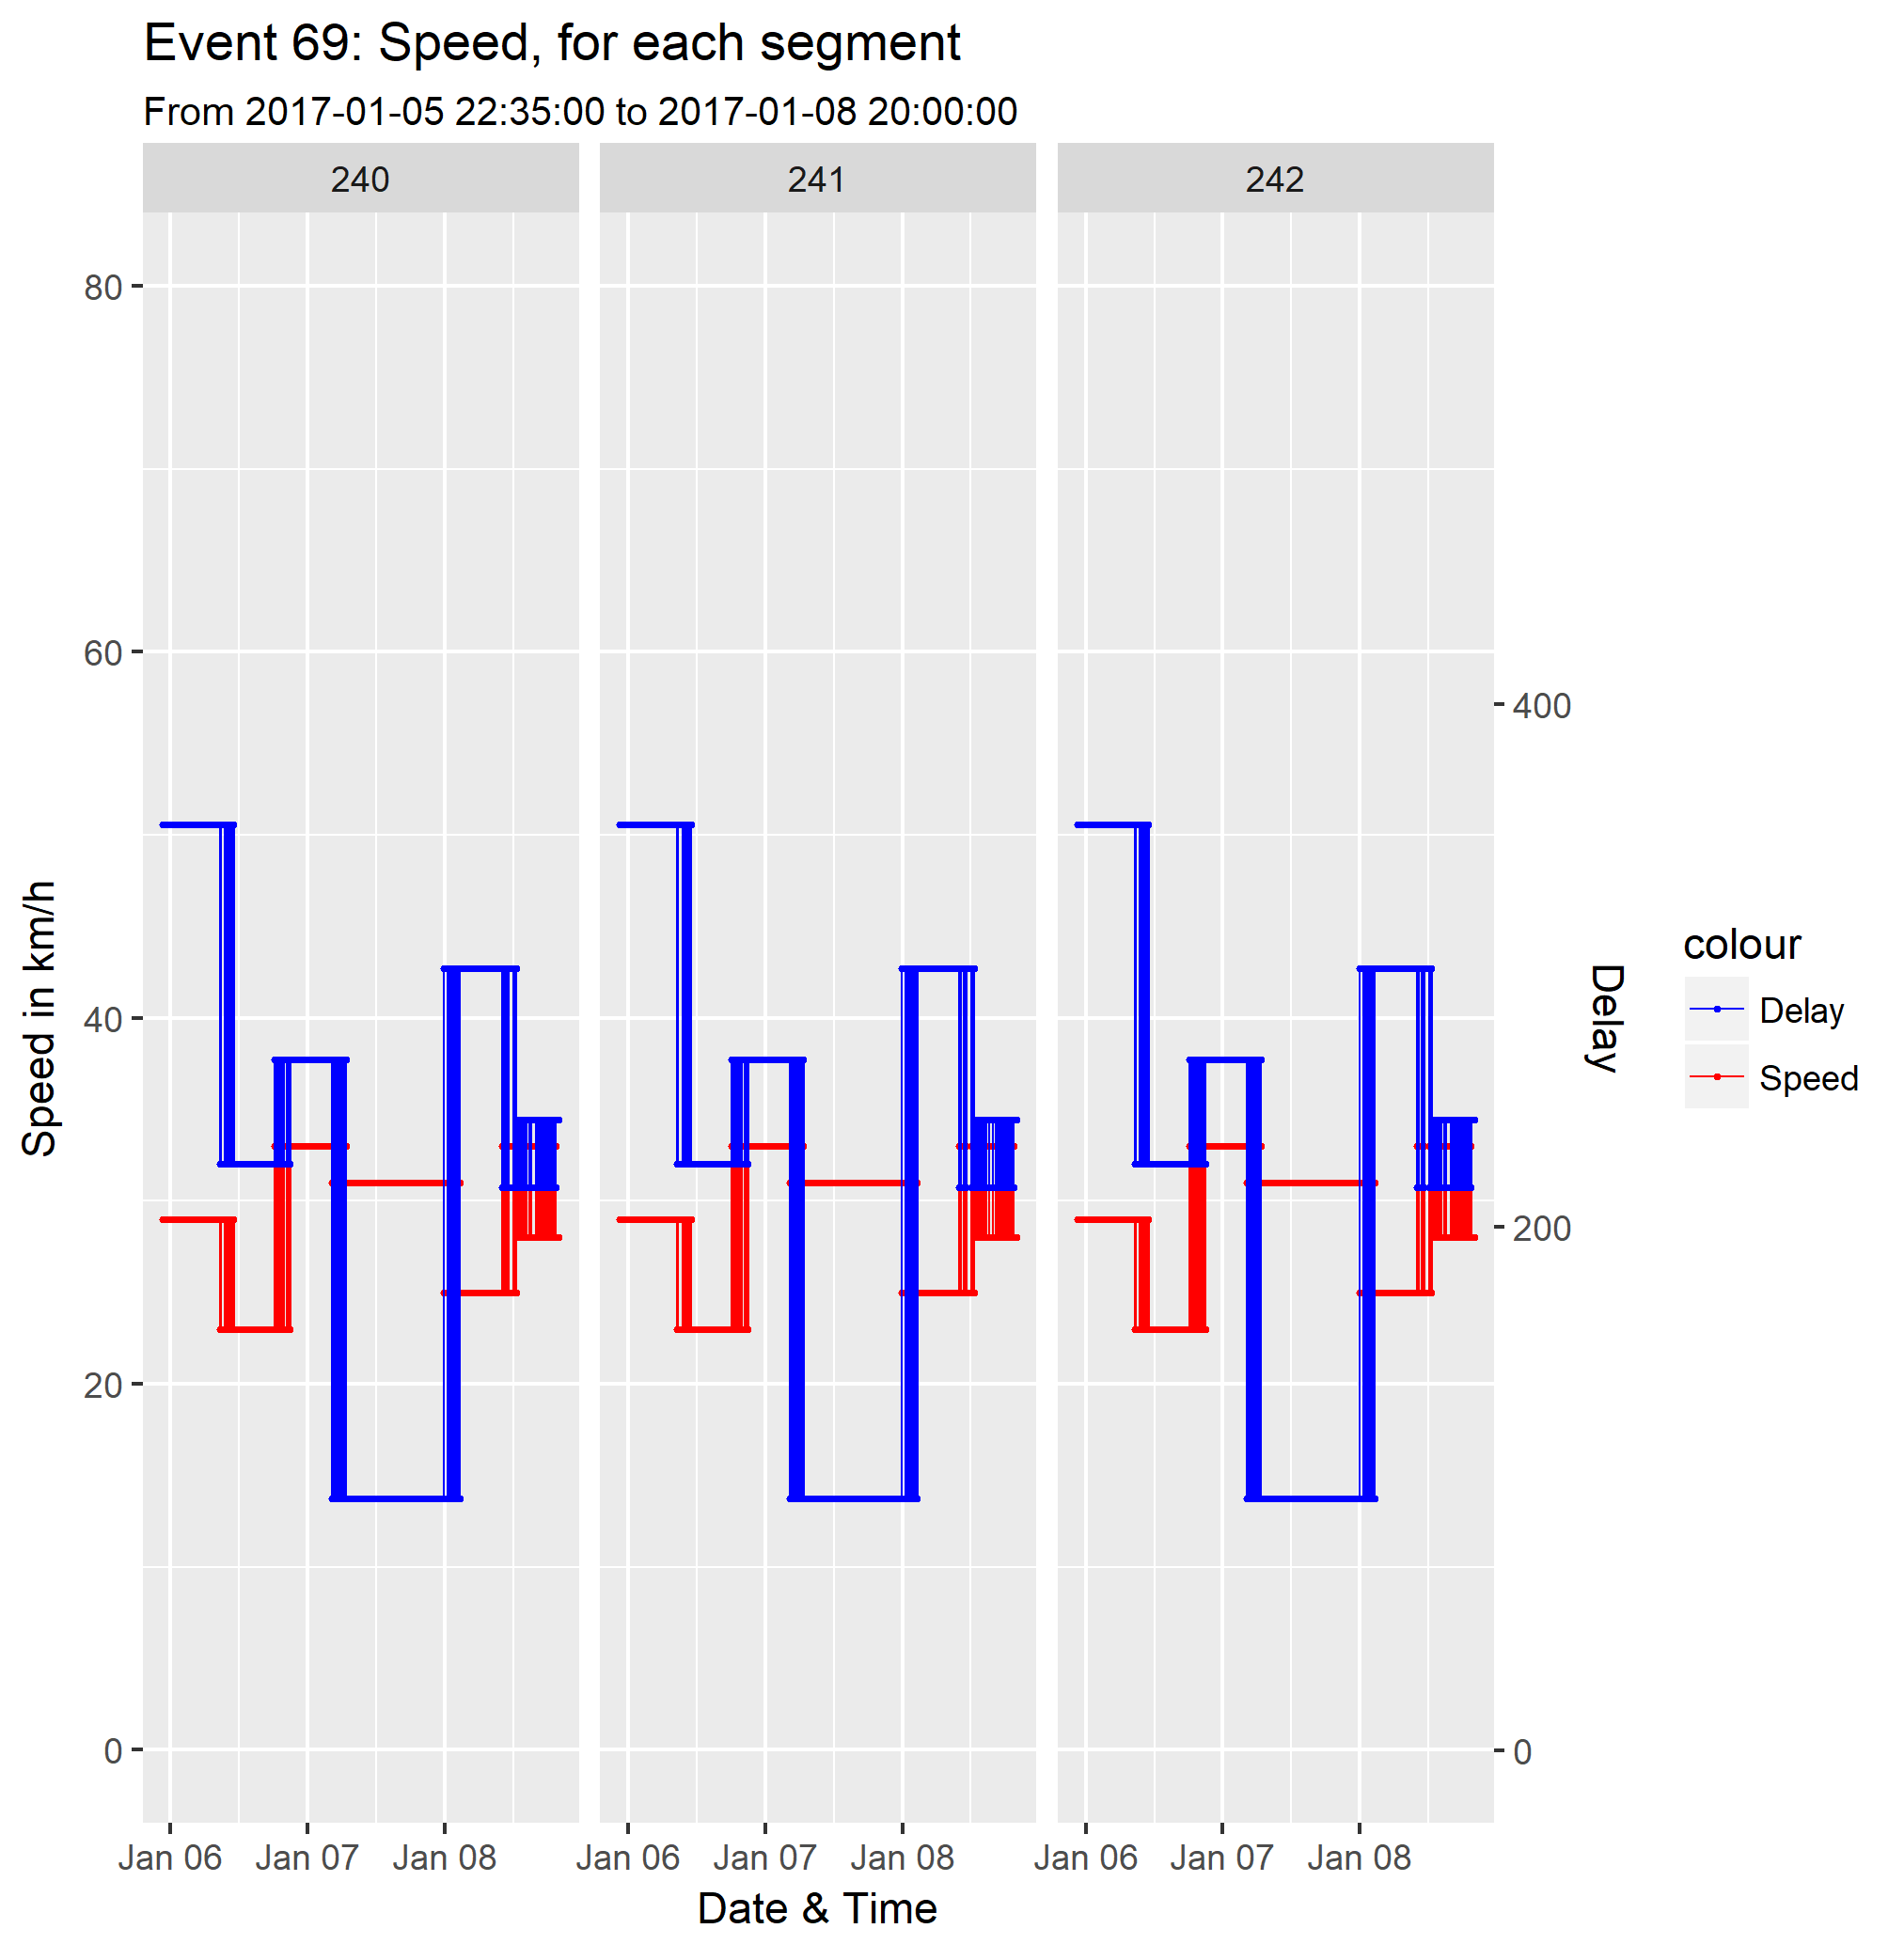 Event 69: Speed, for each segment
From 2017-01-05 22:35:00 to 2017-01-08 20:00:00
240 241 242
80
60
40
20
0
Speed in km/h
400
200
0
Delay
colour
Delay
Speed
Jan 06 Jan 07 Jan 08 Jan 06 Jan 07 Jan 08 Jan 06 Jan 07 Jan 08
Date & Time